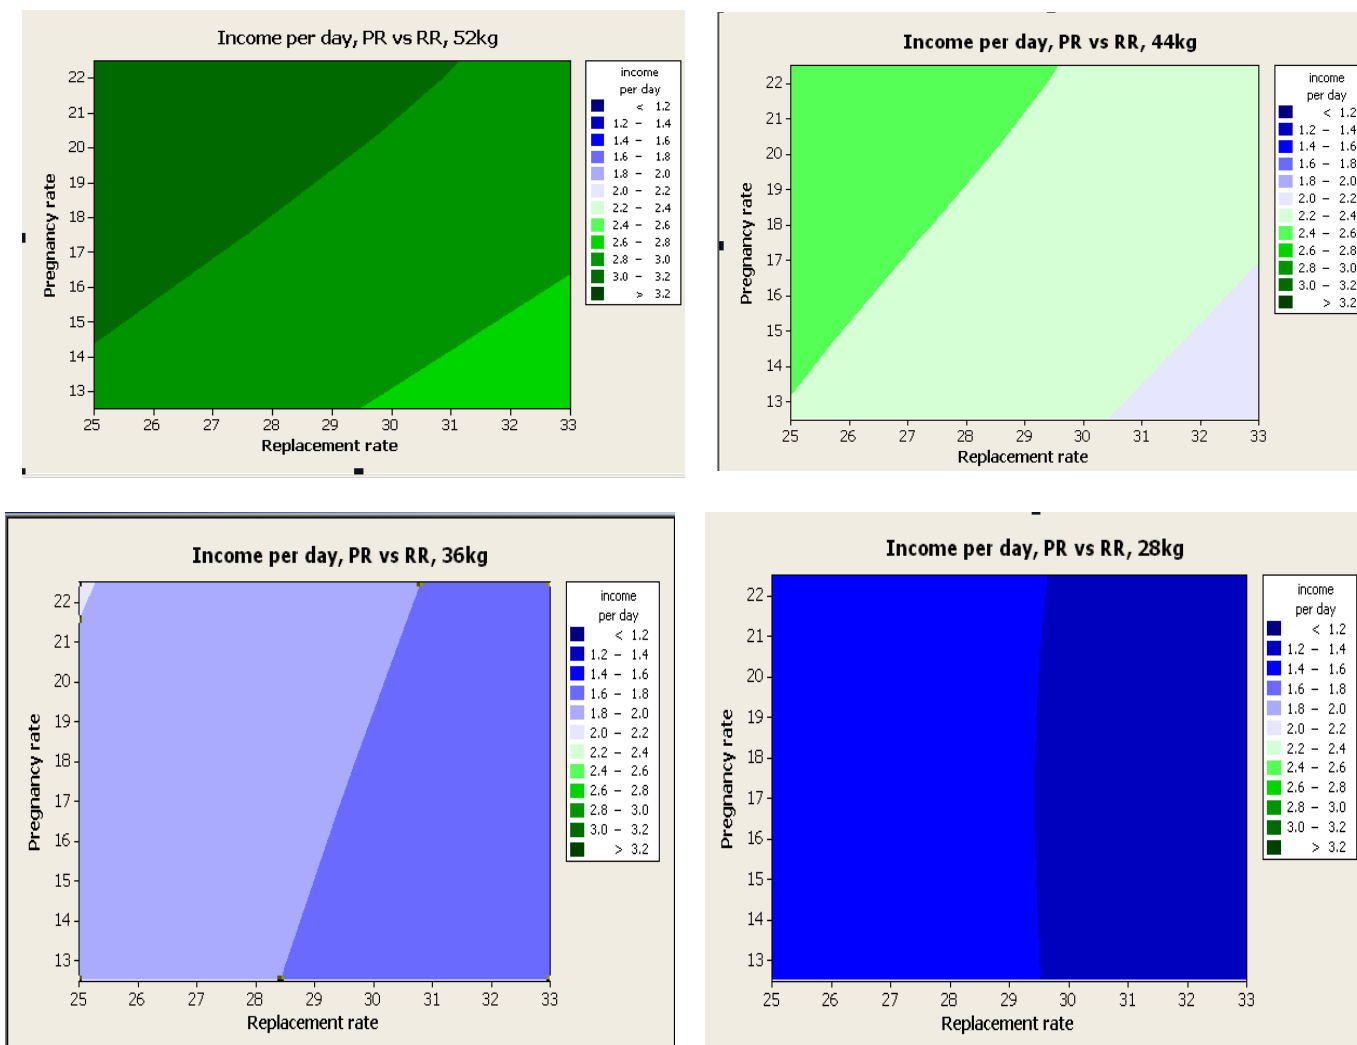 Income per day, PR vs RR, 52kg
income
per day
< 1.2
1.2 – 1.4
1.4 – 1.6
1.6 – 1.8
1.8 – 2.0
2.0 – 2.2
2.2 – 2.4
2.4 – 2.6
2.6 – 2.8
2.8 – 3.0
3.0 – 3.2
> 3.2
Pregnancy rate
22
21
20
19
18
17
16
15
14
13
25 26 27 28 29 30 31 32 33
Replacement rate
Income per day, PR vs RR, 44kg
income
per day
< 1.2
1.2 – 1.4
1.4 – 1.6
1.6 – 1.8
1.8 – 2.0
2.0 – 2.2
2.2 – 2.4
2.4 – 2.6
2.6 – 2.8
2.8 – 3.0
3.0 – 3.2
> 3.2
Pregnancy rate
22
21
20
19
18
17
16
15
14
13
25 26 27 28 29 30 31 32 33
Replacement rate
Income per day, PR vs RR, 36kg
income
per day
< 1.2
1.2 – 1.4
1.4 – 1.6
1.6 – 1.8
1.8 – 2.0
2.0 – 2.2
2.2 – 2.4
2.4 – 2.6
2.6 – 2.8
2.8 – 3.0
3.0 – 3.2
> 3.2
Pregnancy rate
22
21
20
19
18
17
16
15
14
13
25 26 27 28 29 30 31 32 33
Replacement rate
Income per day, PR vs RR, 28kg
income
per day
< 1.2
1.2 – 1.4
1.4 – 1.6
1.6 – 1.8
1.8 – 2.0
2.0 – 2.2
2.2 – 2.4
2.4 – 2.6
2.6 – 2.8
2.8 – 3.0
3.0 – 3.2
> 3.2
Pregnancy rate
22
21
20
19
18
17
16
15
14
13
25 26 27 28 29 30 31 32 33
Replacement rate